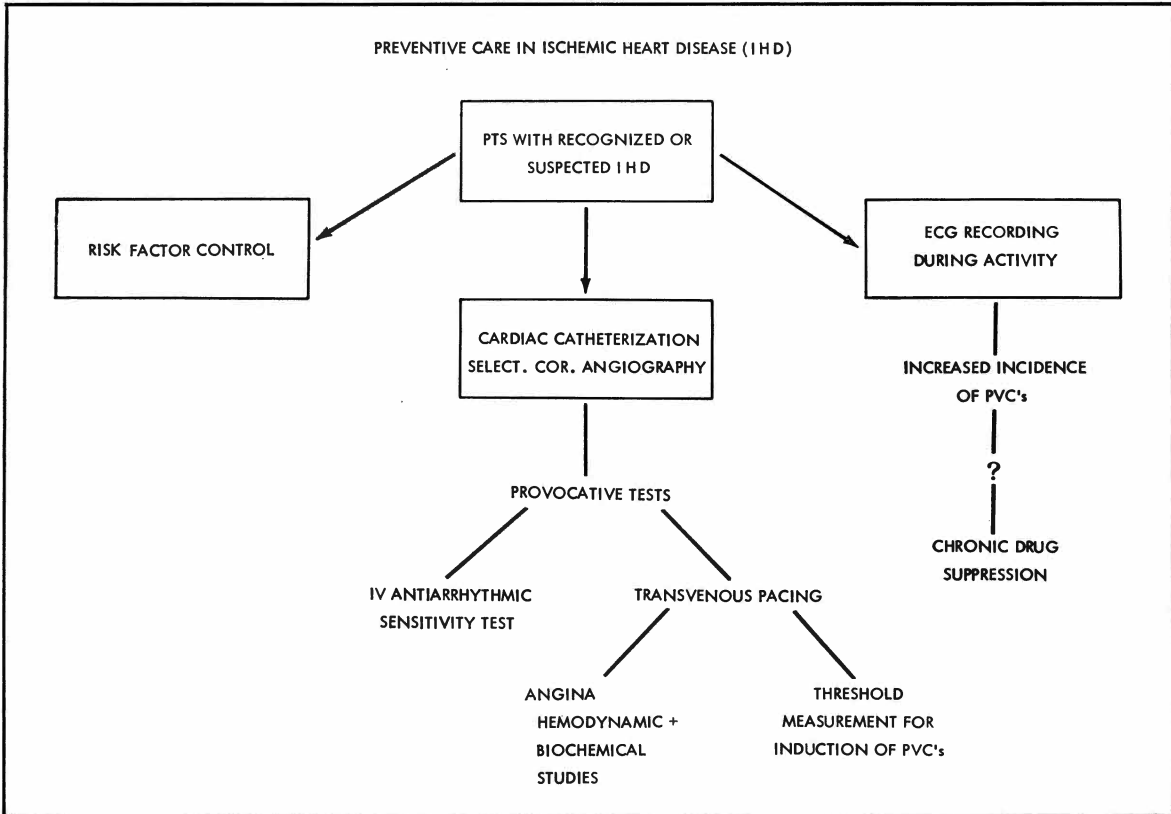 PREVENTIVE CARE IN ISCHEMIC HEART DISEASE (IHD)
PTS WITH RECOGNIZED OR
SUSPECTED IHD
RISK FACTOR CONTROL
ECG RECORDING
DURING ACTIVITY
CARDIAC CATHETERIZATION
SELECT. COR. ANGIOGRAPHY
INCREASED INCIDENCE
OF PVC's
?
CHRONIC DRUG
SUPPRESSION
PROVOCATIVE TESTS
IV ANTIARRHYTHMIC
SENSITIVITY TEST
TRANSVENOUS PACING
ANGINA
HEMODYNAMIC +
BIOCHEMICAL
STUDIES
THRESHOLD
MEASUREMENT FOR
INDUCTION OF PVC's